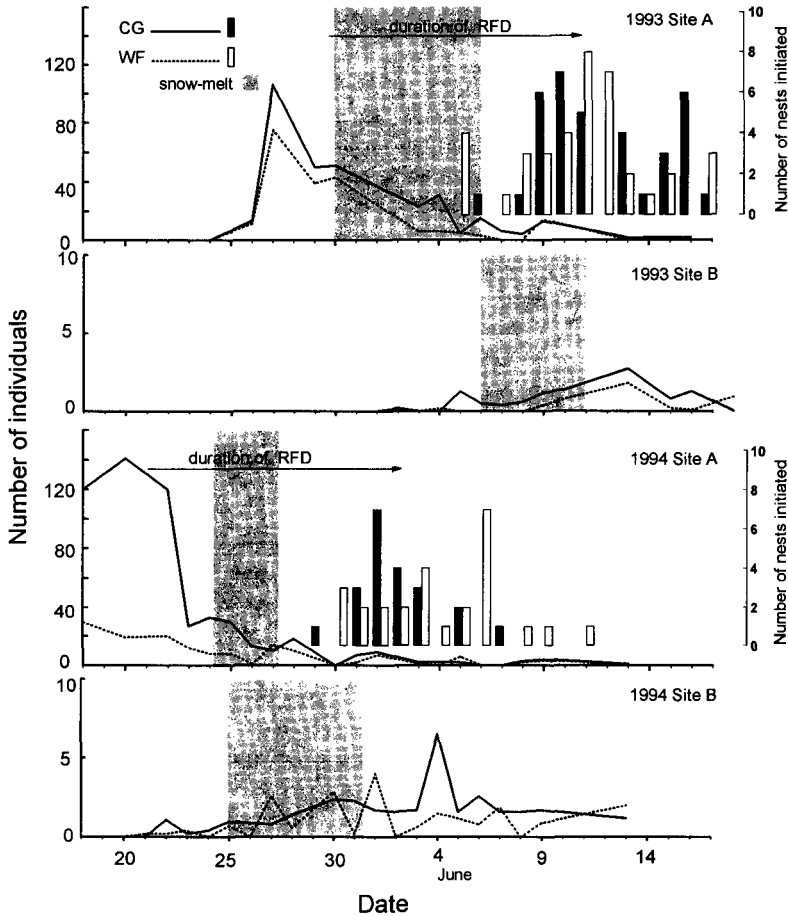 CG
WF
snow-melt
duration of RFD
1993 Site A
120
80
40
0
10
8
6
4
2
0
Number of nests initiated
1993 Site B
10
5
0
Number of individuals
duration of RFD
1994 Site A
120
80
40
0
10
8
6
4
2
0
Number of nests initiated
1994 Site B
10
5
0
20
25
30
4
9
14
June
Date